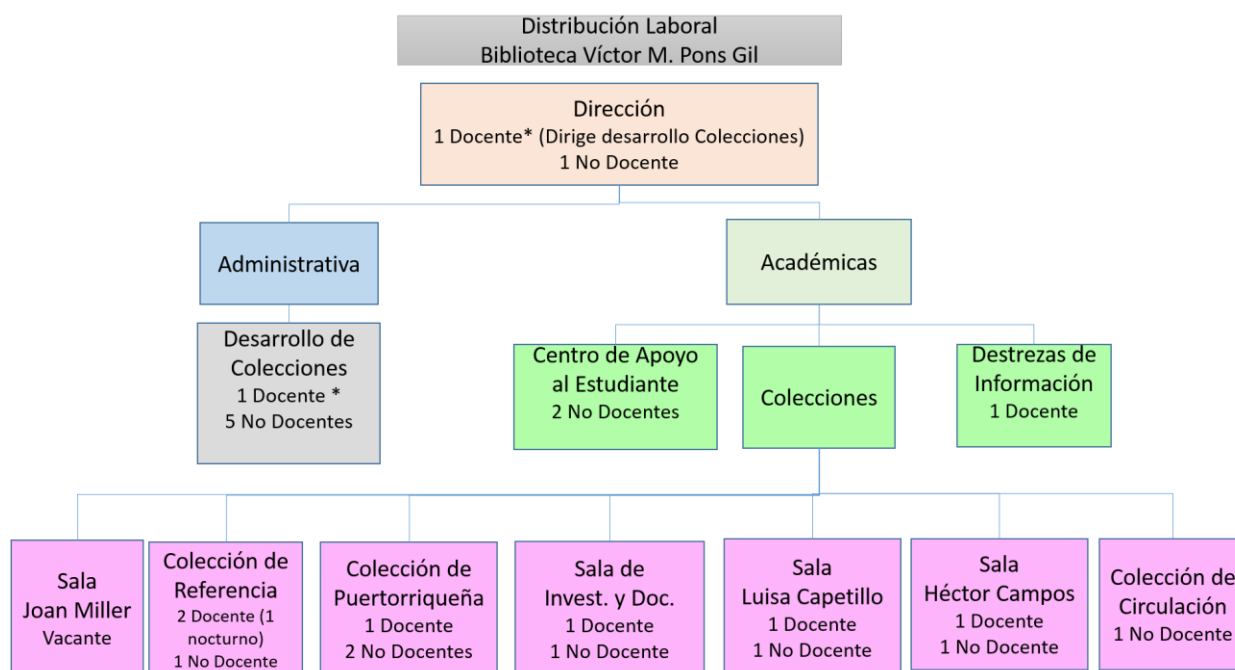 Distribución Laboral
Biblioteca Víctor M. Pons Gil
Dirección
1 Docente* (Dirige desarrollo Colecciones)
1 No Docente
Administrativa
Académicas
Desarrollo de
Colecciones
1 Docente *
5 No Docentes
Centro de Apoyo
al Estudiante
2 No Docentes
Colecciones
Destrezas de
Información
1 Docente
Sala
Joan Miller
Vacante
Colección de
Referencia
2 Docente (1
nocturno)
1 No Docente
Colección de
Puertorriqueña
1 Docente
2 No Docentes
Sala de
Invest. y Doc.
1 Docente
1 No Docente
Sala
Luisa Capetillo
1 Docente
1 No Docente
Sala
Héctor Campos
1 Docente
1 No Docente
Colección de
Circulación
1 No Docente